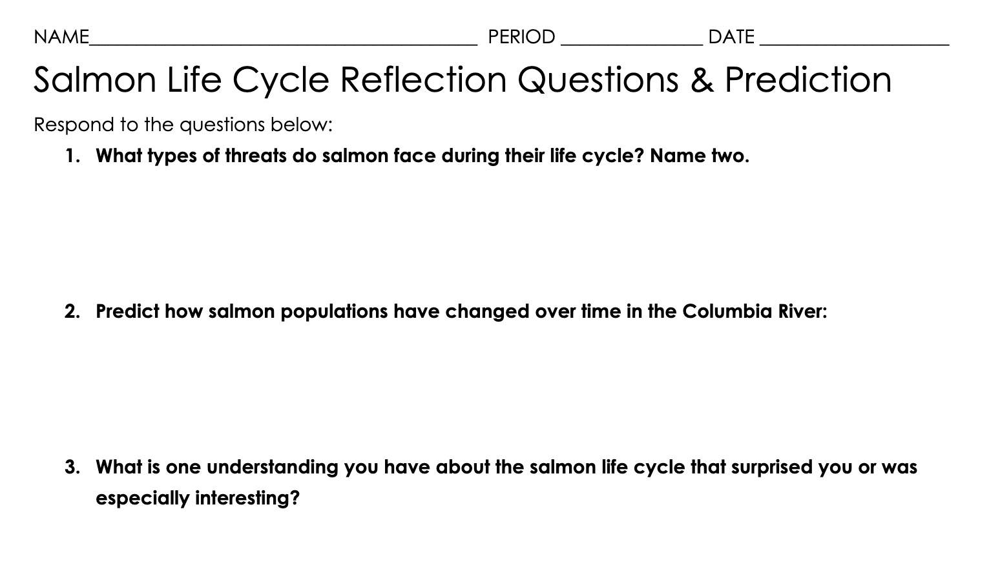 NAME_________________________________________ PERIOD _______________ DATE ____________________
Salmon Life Cycle Reflection Questions & Prediction
Respond to the questions below:
1. What types of threats do salmon face during their life cycle? Name two.
2. Predict how salmon populations have changed over time in the Columbia River:
3. What is one understanding you have about the salmon life cycle that surprised you or was
especially interesting?